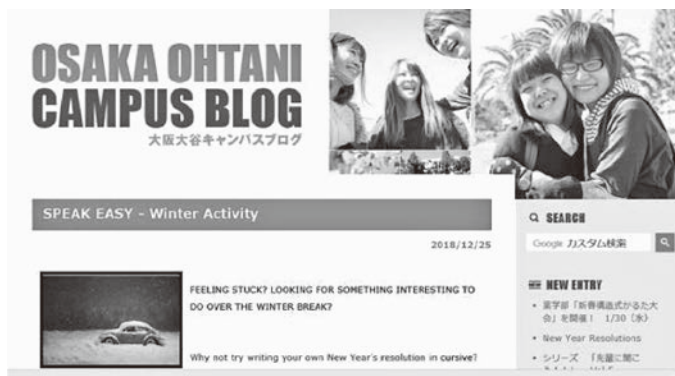 OSAKA OHTANI
CAMPUS BLOG
大阪大谷キャンパスブログ
SPEAK EASY - Winter Activity
2018/12/25
FEELING STUCK? LOOKING FOR SOMETHING INTERESTING TO
DO OVER THE WINTER BREAK?
Why not try writing your own New Year's resolution in cursive?
SEARCH
Google カスタム検索
NEW ENTRY
薬学部「新春構造式かるた大
会」を開催！ 1/30（水）
New Year Resolutions
シリーズ 「先輩に聞こ